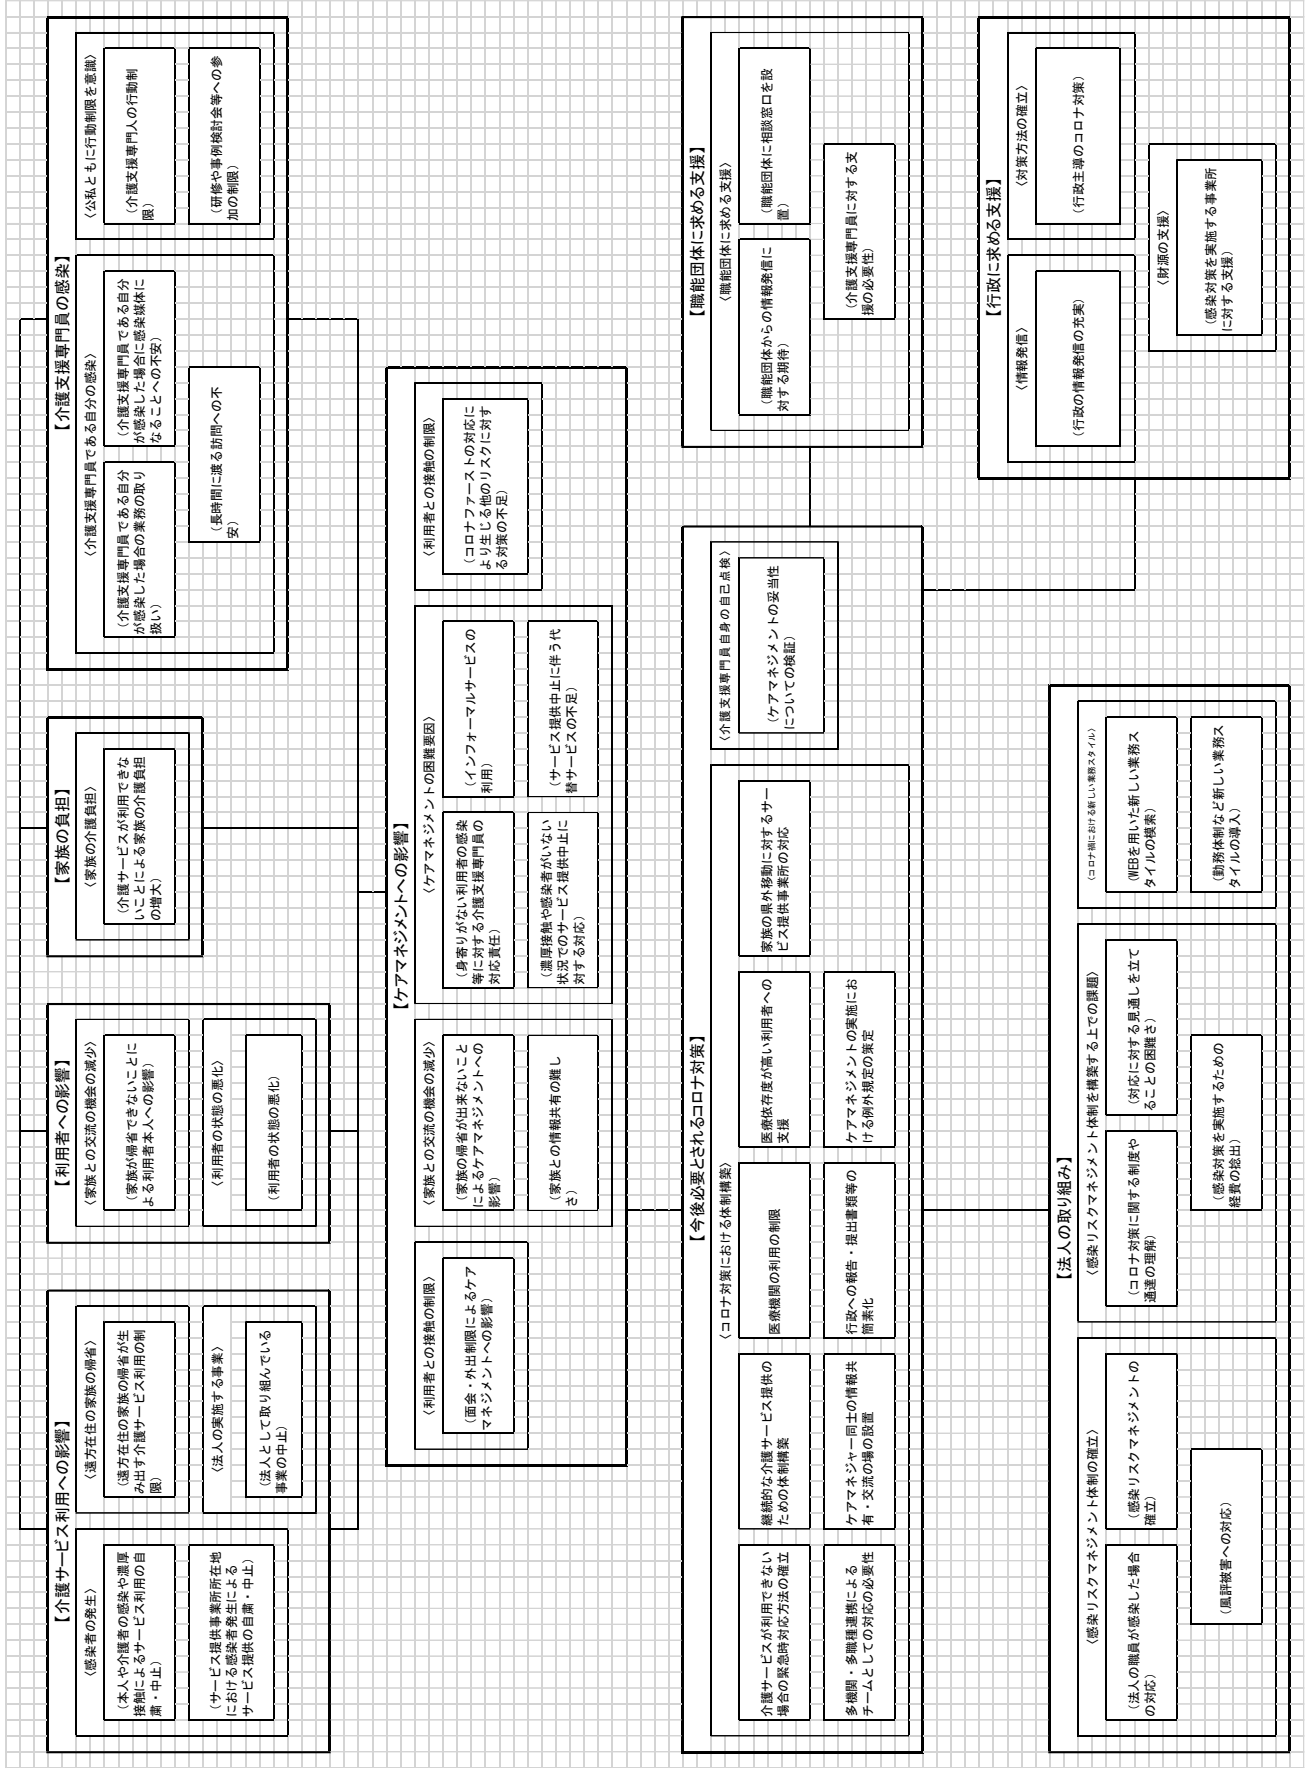 【介護サービス利用への影響】
〈感染者の発生〉
（本人や介護者の感染や濃厚
接触によるサービス利用の自
粛・中止）
（サービス提供事業所所在地
における感染者発生による
サービス提供の自粛・中止）
〈遠方在住の家族の帰省〉
（遠方在住の家族の帰省が生
み出す介護サービス利用の制
限）
〈法人の実施する事業〉
（法人として取り組んでいる
事業の中止）
【利用者への影響】
〈家族との交流の機会の減少〉
（家族が帰省できないことに
よる利用者本人への影響）
〈利用者の状態の悪化〉
（利用者の状態の悪化）
【家族の負担】
〈家族の介護負担〉
（介護サービスが利用できな
いことによる家族の介護負担
の増大）
【介護支援専門員の感染】
〈介護支援専門員である自分の感染〉
（介護支援専門員である自分
が感染した場合の業務の取り
扱い）
（介護支援専門員である自分
が感染した場合に感染媒体に
なることへの不安）
（長時間に渡る訪問への不
安）
〈公私ともに行動制限を意識〉
（介護支援専門人の行動制
限）
（研修や事例検討会等への参
加の制限）
【ケアマネジメントへの影響】
〈利用者との接触の制限〉
（面会・外出制限によるケア
マネジメントへの影響）
〈家族との交流の機会の減少〉
（家族の帰省が出来ないこと
によるケアマネジメントへの
影響）
（家族との情報共有の難し
さ）
〈ケアマネジメントの困難要因〉
（身寄りがない利用者の感染
等に対する介護支援専門員の
対応責任）
（インフォーマルサービスの
利用）
（濃厚接触や感染者がいない
状況でのサービス提供中止に
対する対応）
（サービス提供中止に伴う代
替サービスの不足）
〈利用者との接触の制限〉
（コロナファーストの対応に
より生じる他のリスクに対す
る対策の不足）
【今後必要とされるコロナ対策】
〈コロナ対策における体制構築〉
介護サービスが利用できない
場合の緊急時対応方法の確立
継続的な介護サービス提供の
ための体制構築
医療機関の利用の制限
医療依存度が高い利用者への
支援
家族の県外移動に対するサー
ビス提供事業所の対応
多機関・多職種連携による
チームとしての対応の必要性
ケアマネジャー同士の情報共
有・交流の場の設置
行政への報告・提出書類等の
簡素化
ケアマネジメントの実施にお
ける例外規定の策定
〈介護支援専門員自身の自己点検〉
（ケアマネジメントの妥当性
についての検証）
【職能団体に求める支援】
〈職能団体に求める支援〉
（職能団体からの情報発信に
対する期待）
（職能団体に相談窓口を設
置）
（介護支援専門員に対する支
援の必要性）
【行政に求める支援】
〈情報発信〉
（行政の情報発信の充実）
〈対策方法の確立〉
（行政主導のコロナ対策）
〈財源の支援〉
（感染対策を実施する事業所
に対する支援）
【法人の取り組み】
〈感染リスクマネジメント体制の確立〉
（法人の職員が感染した場合
の対応）
（感染リスクマネジメントの
確立）
（風評被害への対応）
〈感染リスクマネジメント体制を構築する上での課題〉
（コロナ対策に関する制度や
通達の理解）
（対応に対する見通しを立て
ることの困難さ）
（感染対策を実施するための
経費の捻出）
〈コロナ禍における新しい業務スタイル〉
（WEBを用いた新しい業務ス
タイルの模索）
（勤務体制など新しい業務ス
タイルの導入）